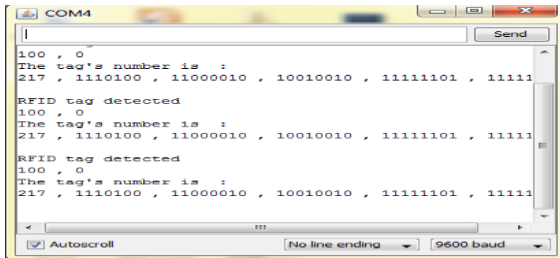 COM4
Send
100 , 0
The tag's number is :
217 , 1110100 , 11000010 , 10010010 , 11111101 , 11111
RFID tag detected
100 , 0
The tag's number is :
217 , 1110100 , 11000010 , 10010010 , 11111101 , 11111
RFID tag detected
100 , 0
The tag's number is :
217 , 1110100 , 11000010 , 10010010 , 11111101 , 11111
Autoscroll
No line ending
9600 baud